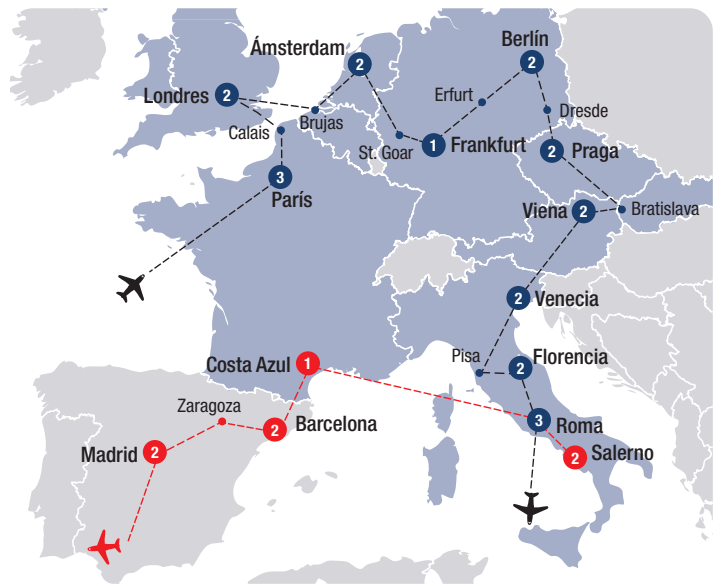 Ámsterdam
2
Berlín
2
Londres
2
Erfurt
Brujas
Dresde
Calais
St. Goar
1
Frankfurt
2
Praga
3
París
Viena
2
Bratislava
2
Venecia
Costa Azul
1
Pisa
2
Florencia
Zaragoza
2
Barcelona
3
Roma
Madrid
2
2
Salerno